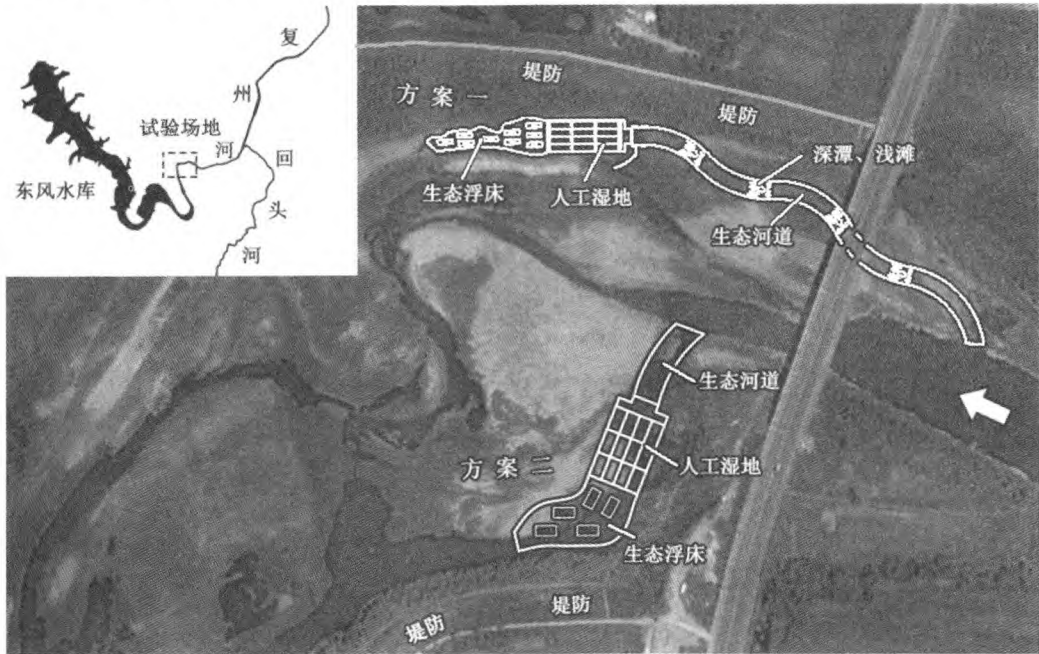 复
州
河
试验场地
回
头
河
东风水库
堤防
方案一
堤防
深潭、浅滩
生态浮床
人工湿地
生态河道
生态河道
方案二
人工湿地
生态浮床
堤防
堤防